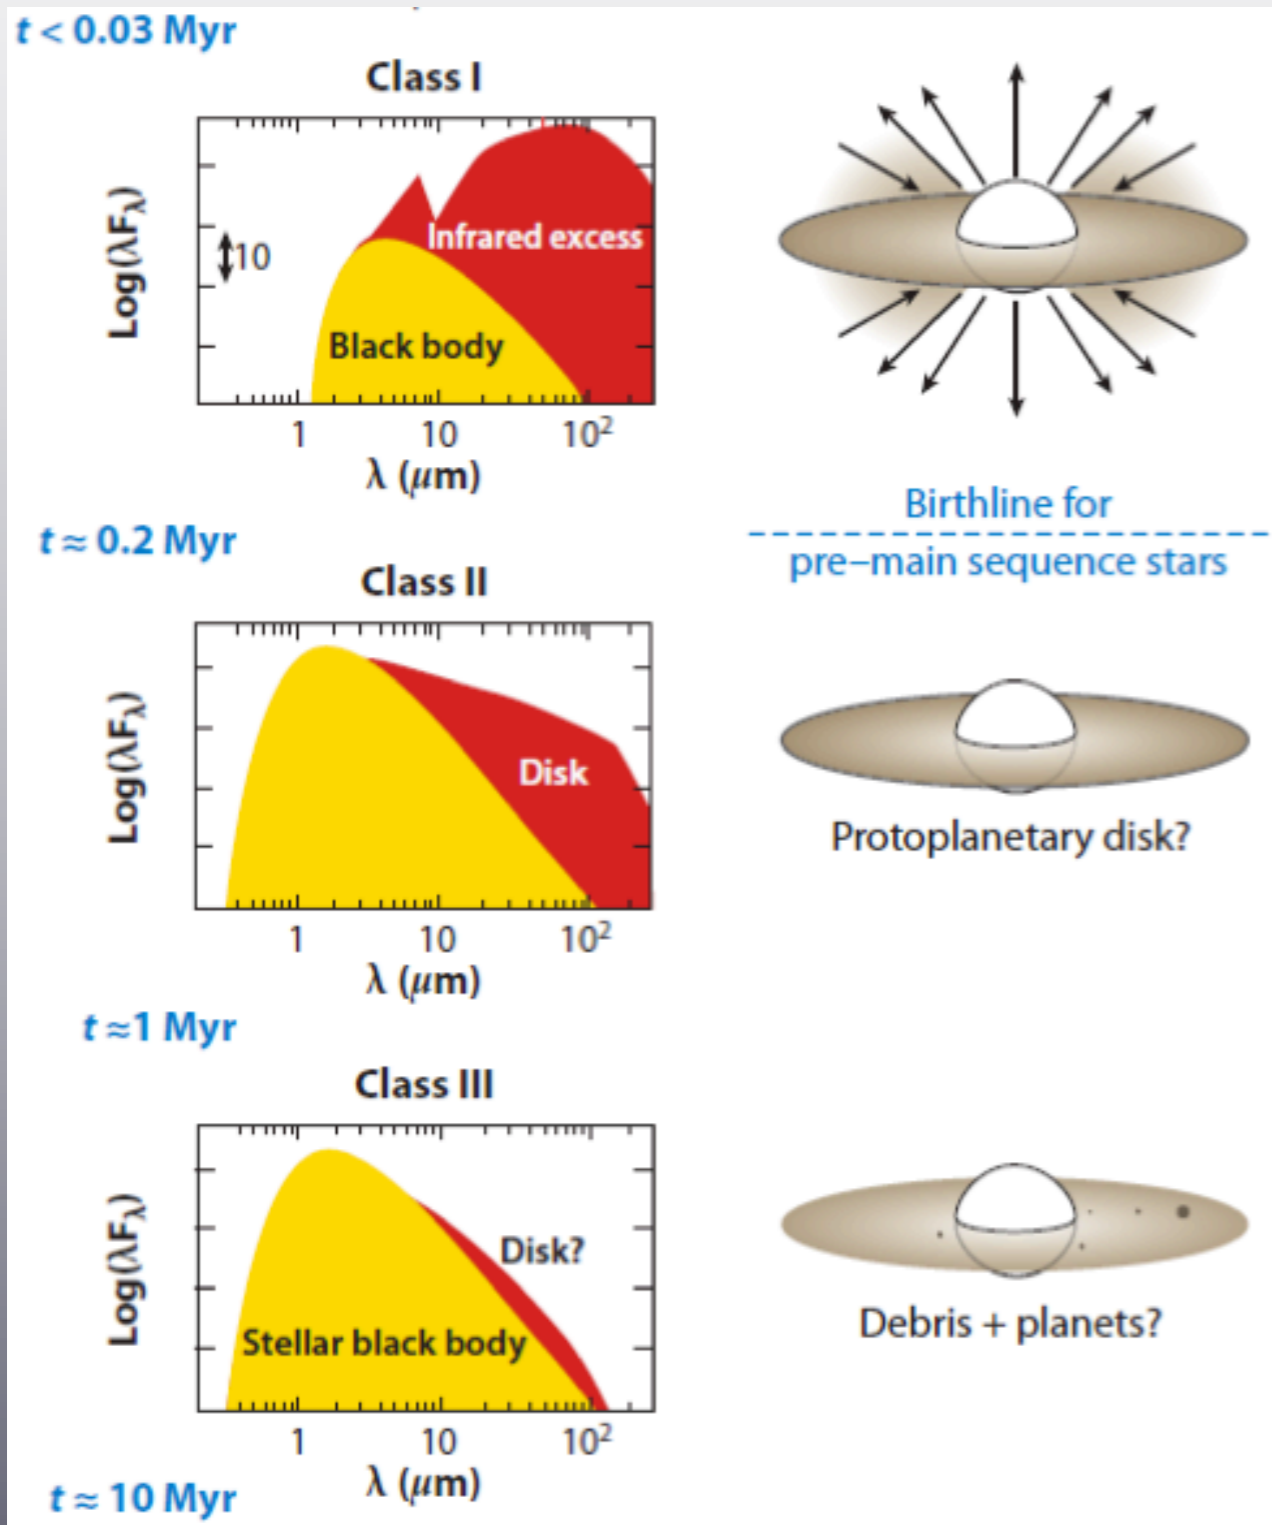 t < 0.03 Myr
Class I
Log(λFλ)
10
Infrared excess
Black body
1 10 10²
λ (μm)
Birthline for
pre–main sequence stars
t ≈ 0.2 Myr
Class II
Log(λFλ)
Disk
1 10 10²
λ (μm)
Protoplanetary disk?
t ≈1 Myr
Class III
Log(λFλ)
Disk?
Stellar black body
1 10 10²
λ (μm)
Debris + planets?
t ≈ 10 Myr